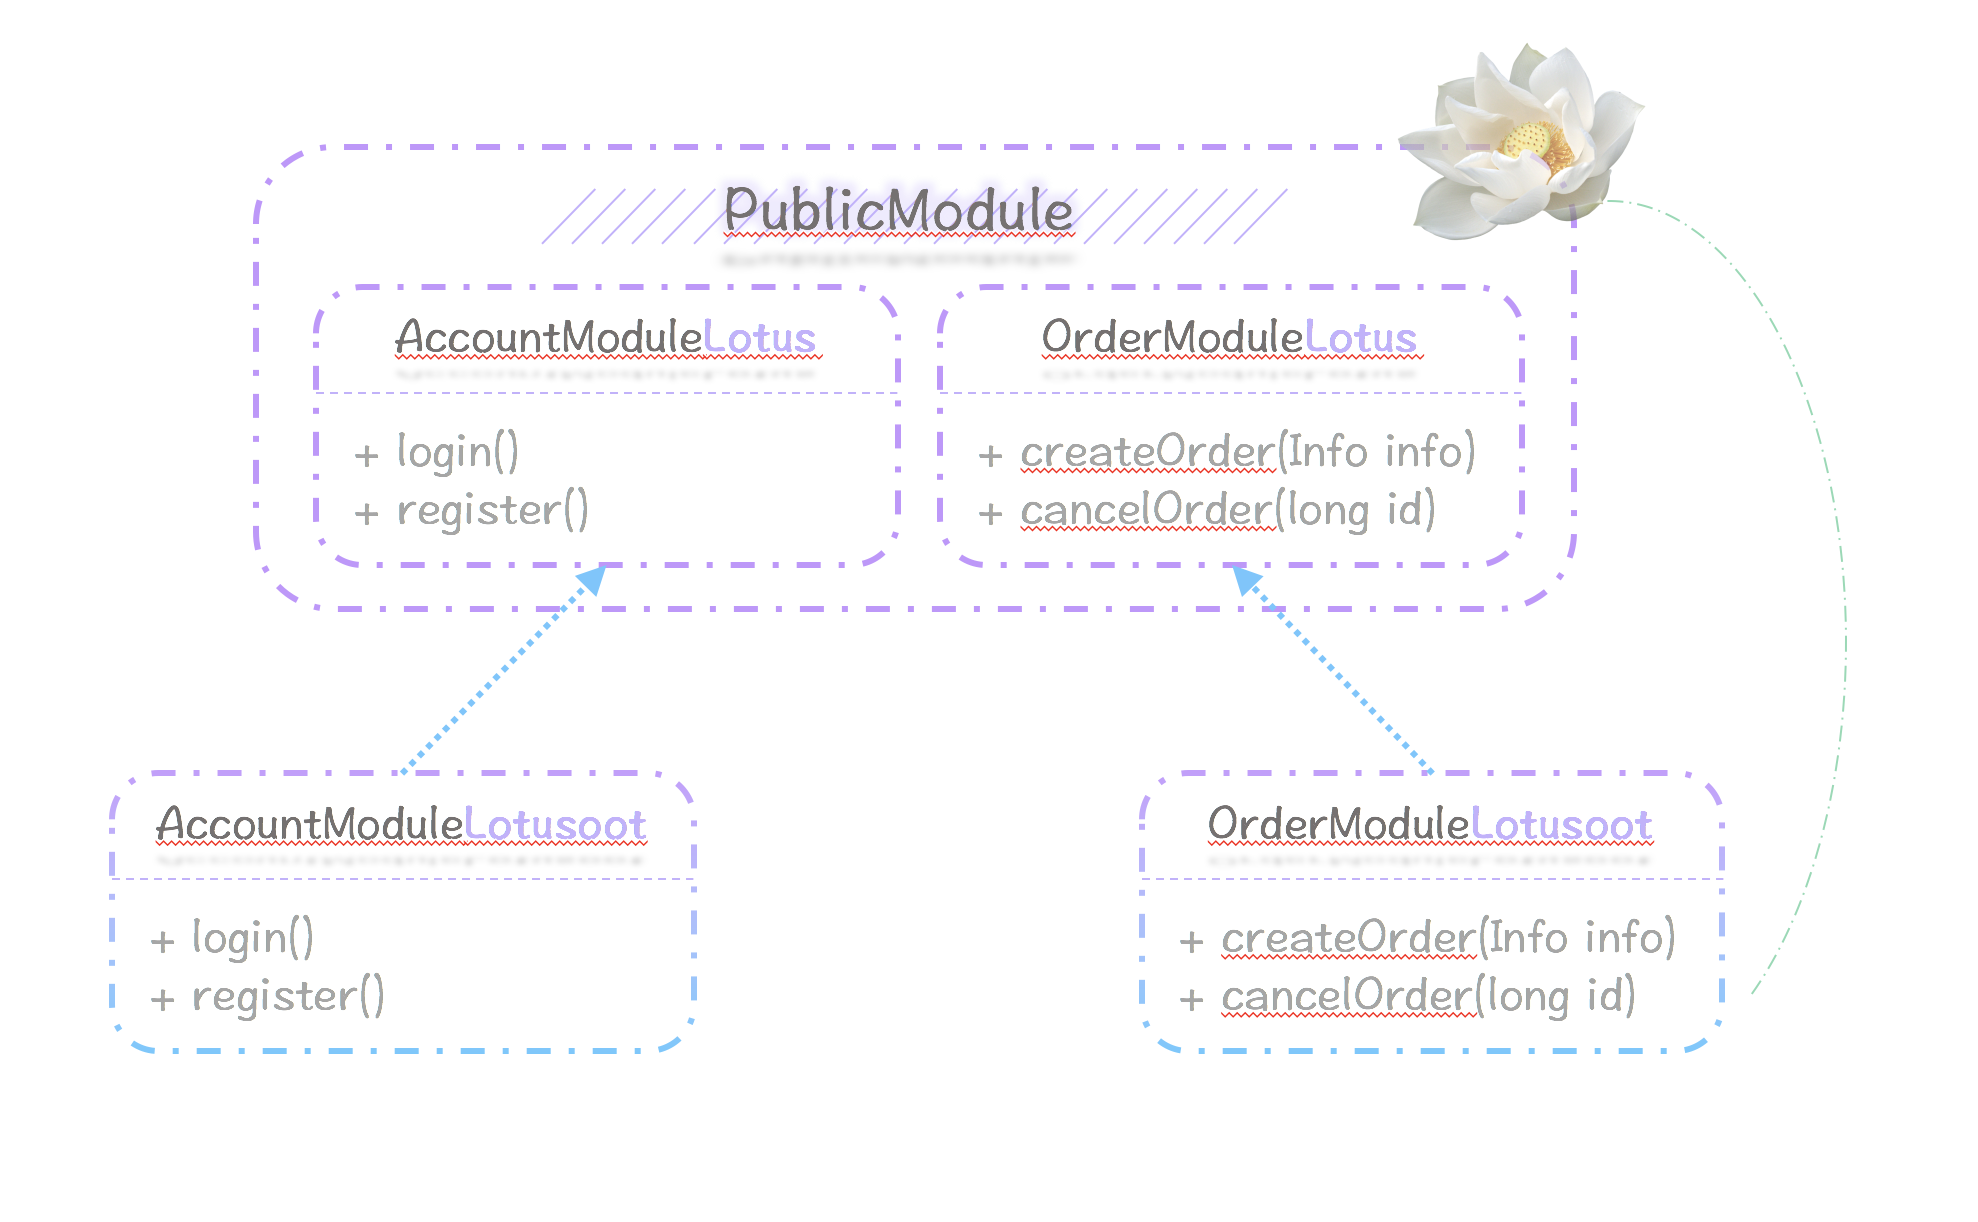 PublicModule
AccountModuleLotus
+ login()
+ register()
OrderModuleLotus
+ createOrder(Info info)
+ cancelOrder(long id)
AccountModuleLotusoot
+ login()
+ register()
OrderModuleLotusoot
+ createOrder(Info info)
+ cancelOrder(long id)